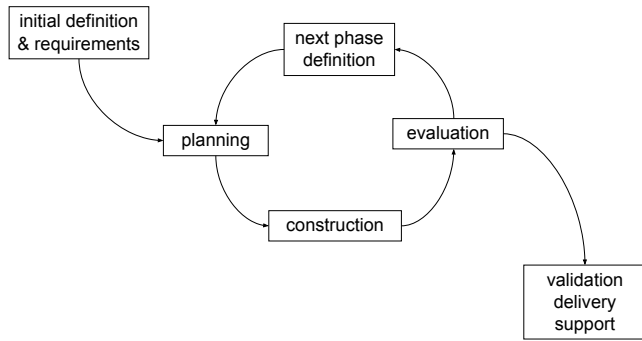 initial definition
& requirements
next phase
definition
planning
evaluation
construction
validation
delivery
support